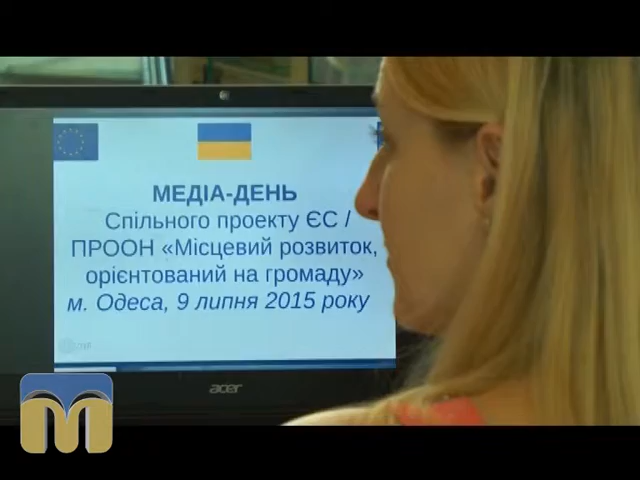 МЕДІА-ДЕНЬ
Спільного проекту ЄС /
ПРООН «Місцевий розвиток,
орієнтований на громаду»
м. Одеса, 9 липня 2015 року
acer
M